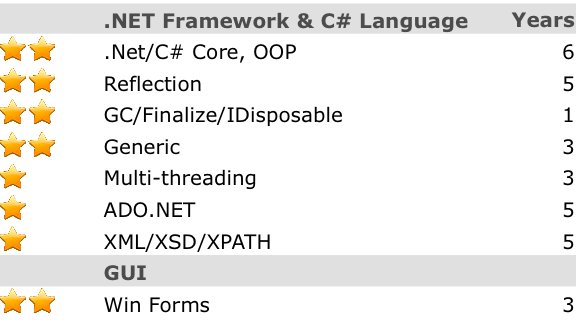 .NET Framework & C# Language Years
.Net/C# Core, OOP 6
Reflection 5
GC/Finalize/IDisposable 1
Generic 3
Multi-threading 3
ADO.NET 5
XML/XSD/XPATH 5
GUI
Win Forms 3